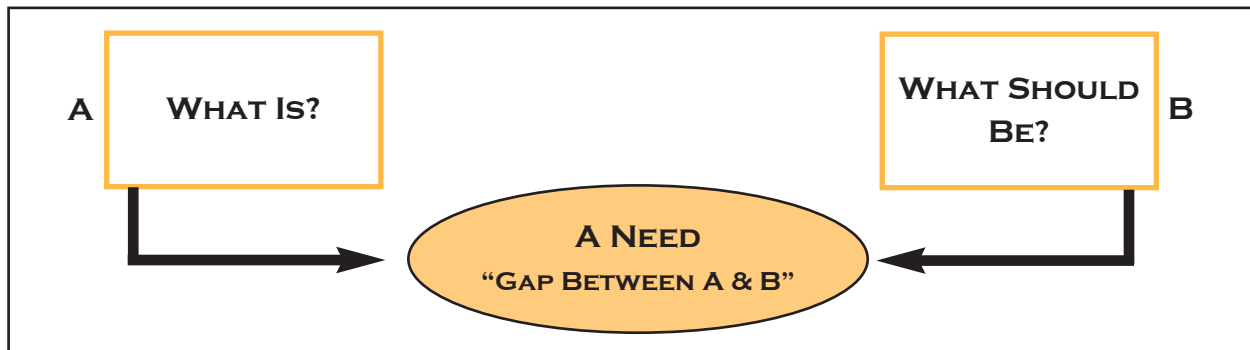 A
What Is?
What Should
Be?
B
A Need
“Gap Between A & B”